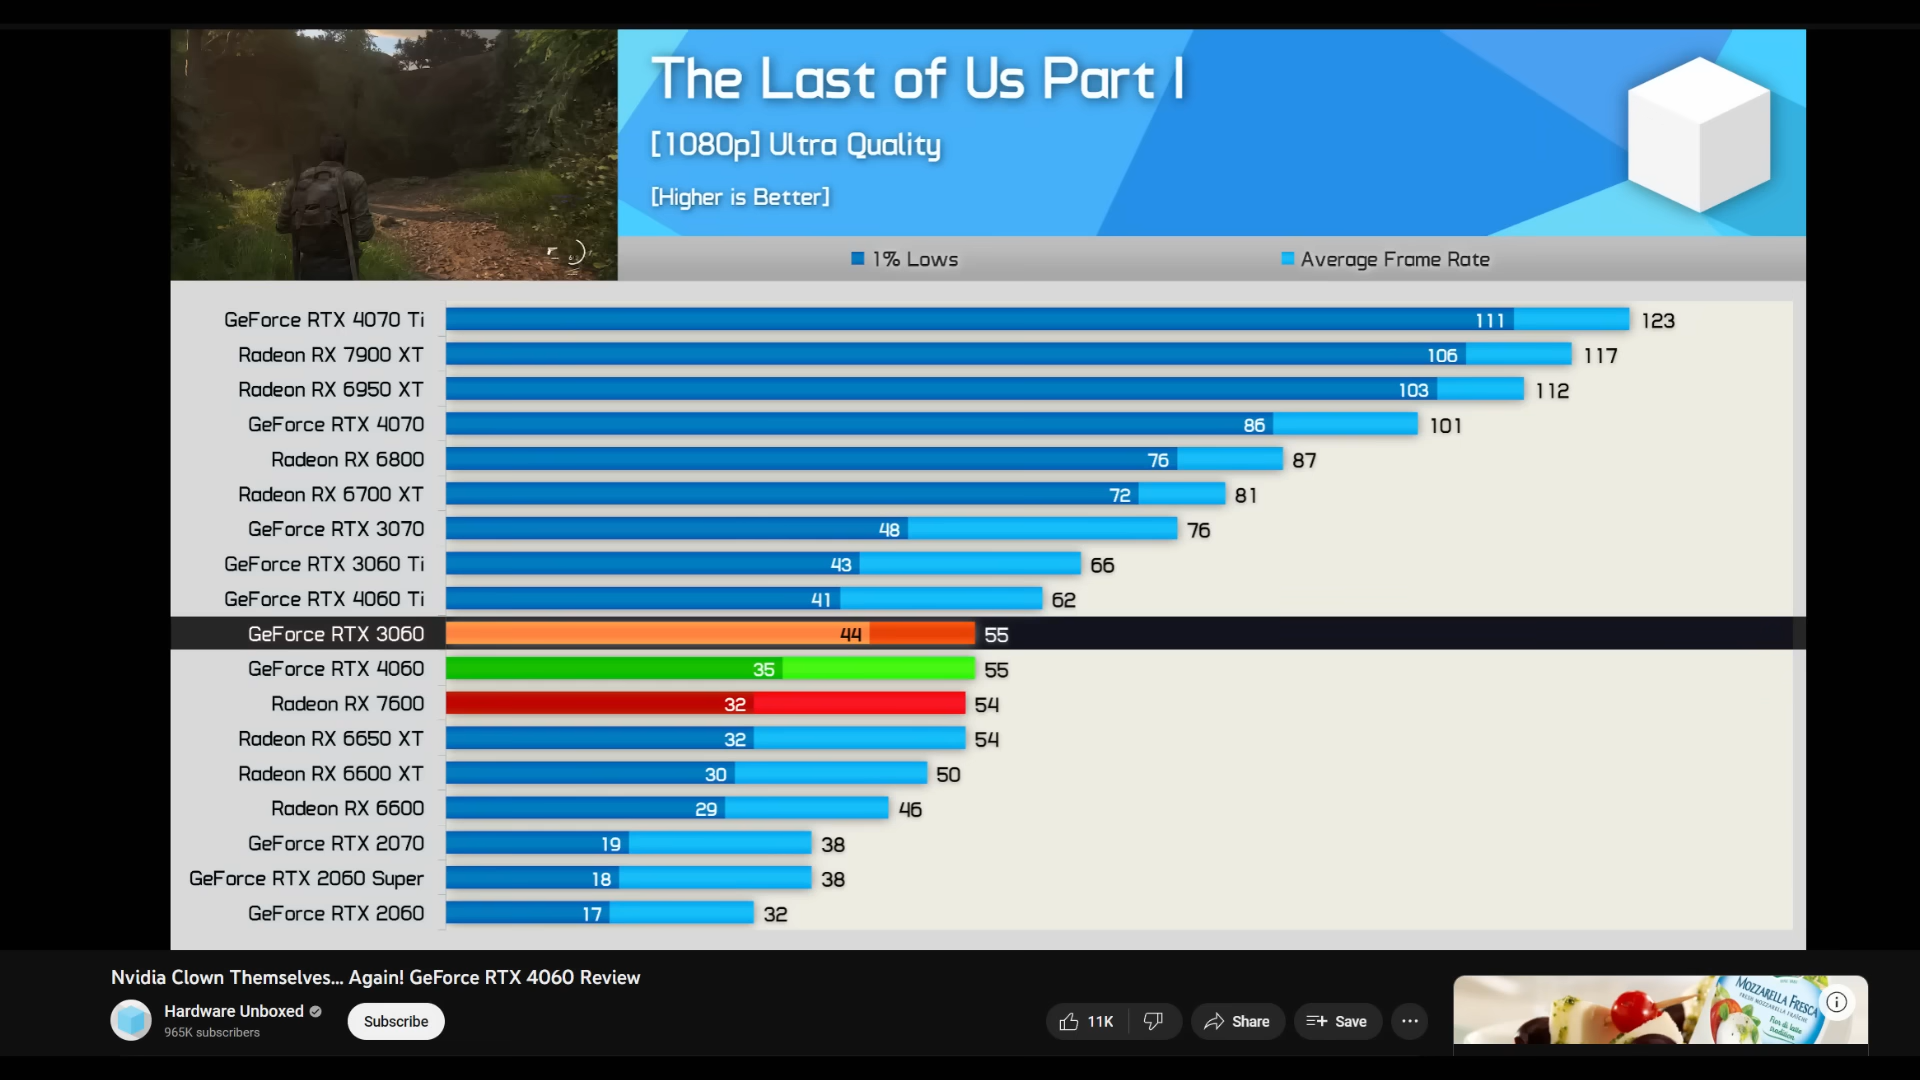 The Last of Us Part I
[1080p] Ultra Quality
[Higher is Better]
1% Lows
Average Frame Rate
GeForce RTX 4070 Ti 111 123
Radeon RX 7900 XT 106 117
Radeon RX 6950 XT 103 112
GeForce RTX 4070 86 101
Radeon RX 6800 76 87
Radeon RX 6700 XT 72 81
GeForce RTX 3070 48 76
GeForce RTX 3060 Ti 43 66
GeForce RTX 4060 Ti 41 62
GeForce RTX 3060 44 55
GeForce RTX 4060 35 55
Radeon RX 7600 32 54
Radeon RX 6650 XT 32 54
Radeon RX 6600 XT 30 50
Radeon RX 6600 29 46
GeForce RTX 2070 19 38
GeForce RTX 2060 Super 18 38
GeForce RTX 2060 17 32
Nvidia Clown Themselves... Again! GeForce RTX 4060 Review
Hardware Unboxed
965K subscribers
Subscribe
11K
Share
Save
MOZZARELLA FRESCA
FRESH MOZZARELLA FRAÎCHE
Fior di latte
tradition